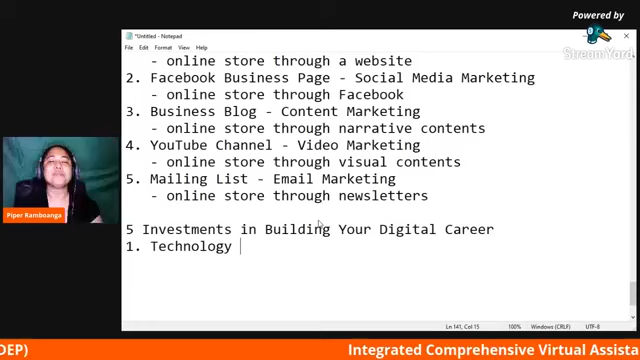 Powered by
StreamYard
*Untitled - Notepad
File Edit Format View Help
- online store through a website
2. Facebook Business Page - Social Media Marketing
- online store through Facebook
3. Business Blog - Content Marketing
- online store through narrative contents
4. YouTube Channel - Video Marketing
- online store through visual contents
5. Mailing List - Email Marketing
- online store through newsletters
5 Investments in Building Your Digital Career
1. Technology
Piper Ramboanga
Ln 141, Col 15 100% Windows (CRLF) UTF-8
DEP) Integrated Comprehensive Virtual Assista